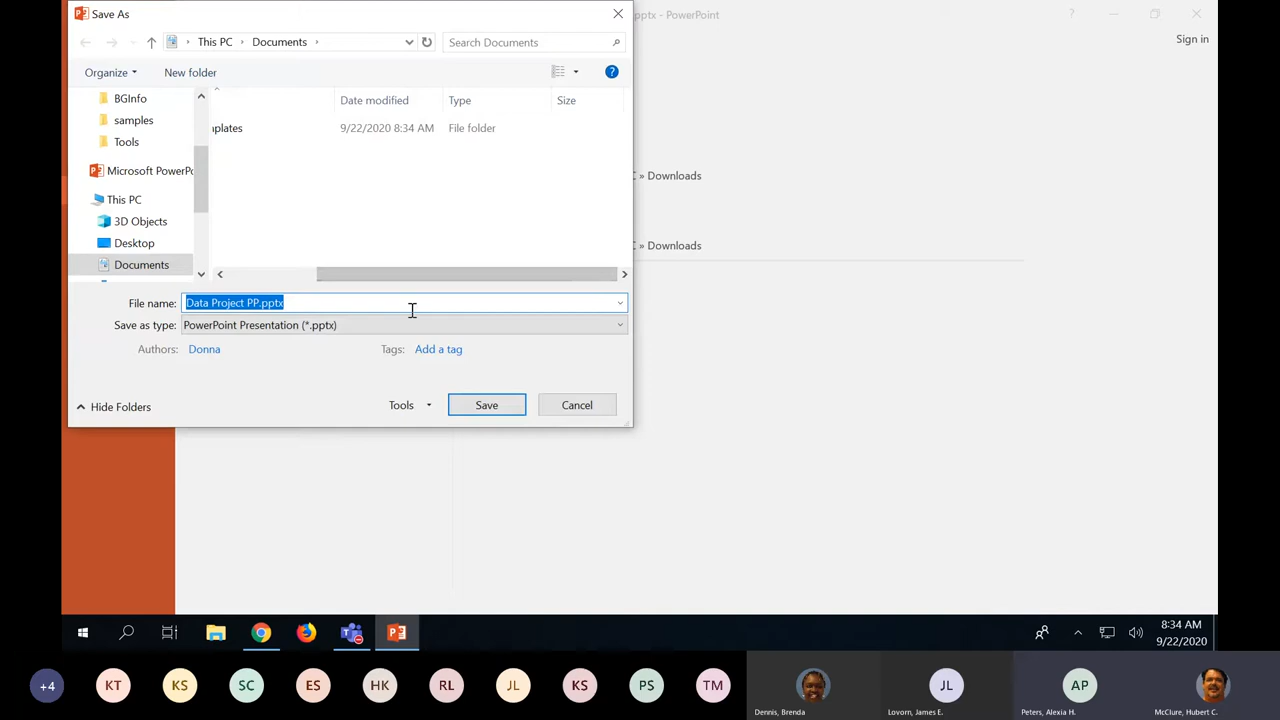 Save As
pptx - PowerPoint
?
This PC > Documents >
Search Documents
Sign in
Organize
New folder
?
BGInfo
Date modified
Type
Size
samples
nplates
9/22/2020 8:34 AM
File folder
Tools
Microsoft PowerPo
This PC
C » Downloads
3D Objects
Desktop
C » Downloads
Documents
File name:
Data Project PP.pptx
Save as type:
PowerPoint Presentation (*.pptx)
Authors:
Donna
Tags:
Add a tag
Hide Folders
Tools
Save
Cancel
8:34 AM
9/22/2020
+4
KT
KS
SC
ES
HK
RL
JL
KS
PS
TM
JL
AP
Dennis, Brenda
Lovorn, James E.
Peters, Alexia H.
McClure, Hubert C.